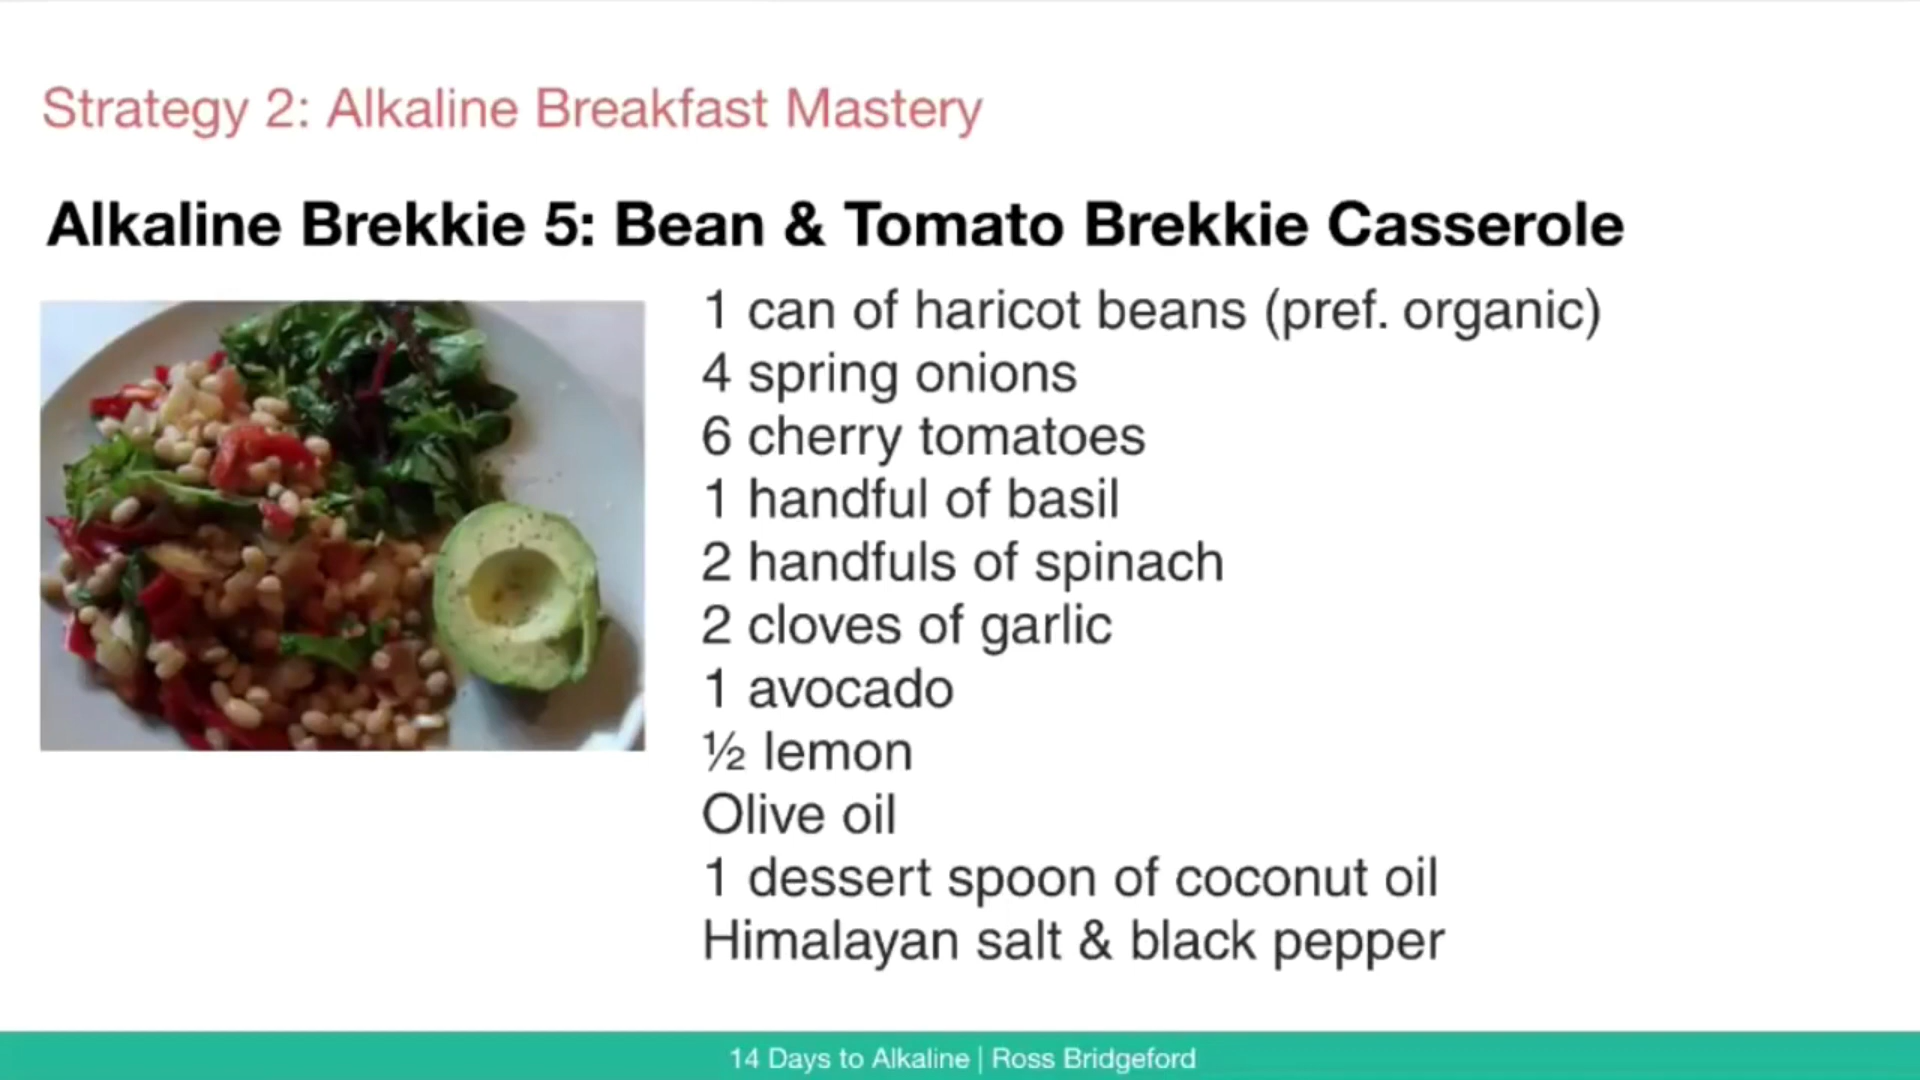 Strategy 2: Alkaline Breakfast Mastery
Alkaline Brekkie 5: Bean & Tomato Brekkie Casserole
1 can of haricot beans (pref. organic)
4 spring onions
6 cherry tomatoes
1 handful of basil
2 handfuls of spinach
2 cloves of garlic
1 avocado
½ lemon
Olive oil
1 dessert spoon of coconut oil
Himalayan salt & black pepper
14 Days to Alkaline | Ross Bridgeford